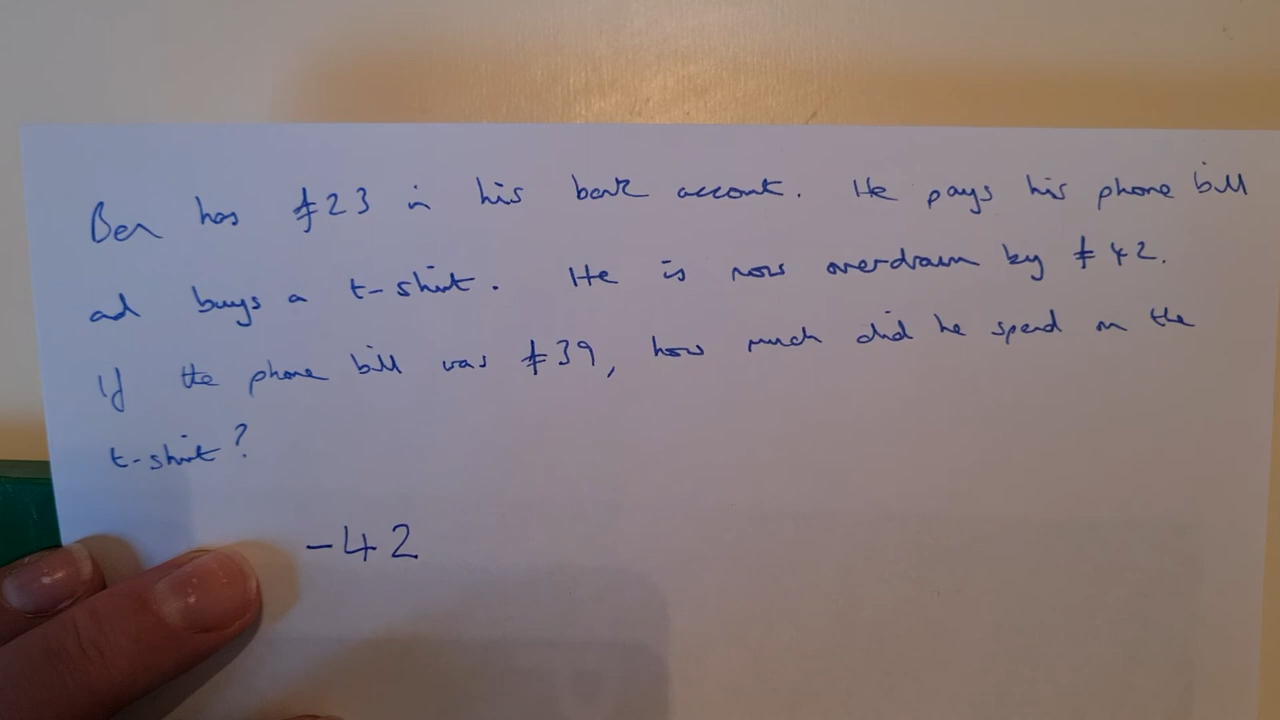 Ben has £23 in his bank account. He pays his phone bill
and buys a t-shirt. He is now overdrawn by £42.
If the phone bill was £39, how much did he spend on the
t-shirt?
-42